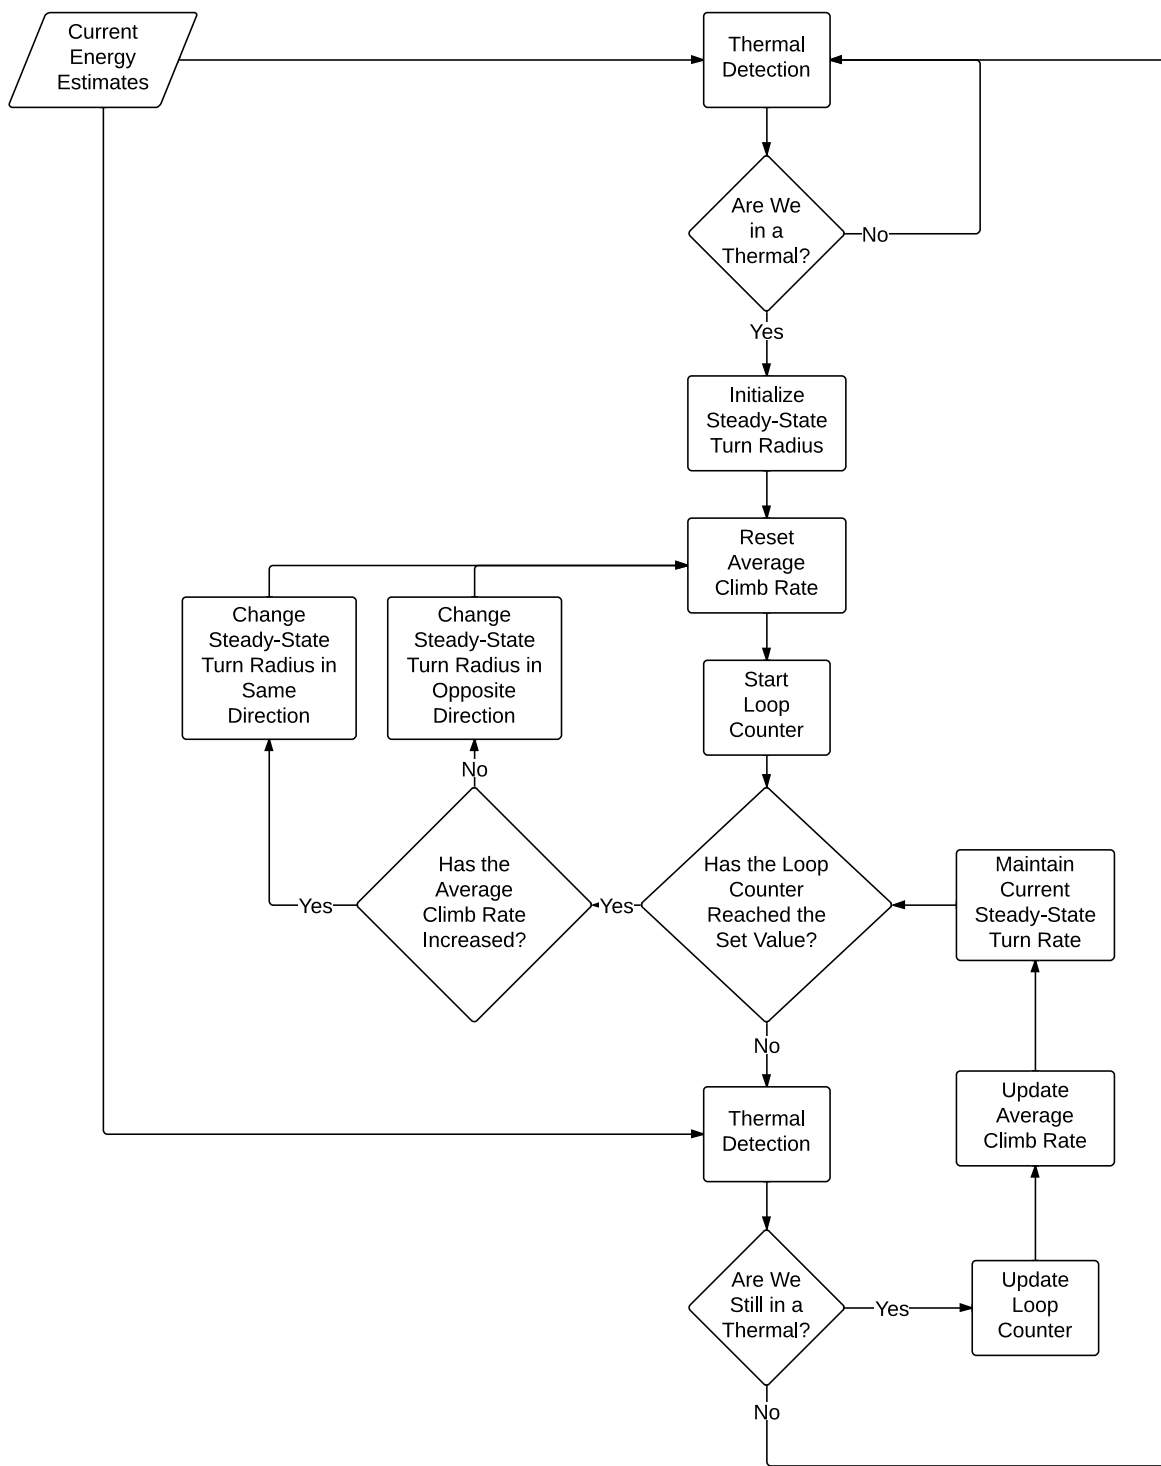 Current
Energy
Estimates
Thermal
Detection
Are We
in a
Thermal?
No
Yes
Initialize
Steady-State
Turn Radius
Reset
Average
Climb Rate
Change
Steady-State
Turn Radius in
Same
Direction
Change
Steady-State
Turn Radius in
Opposite
Direction
Start
Loop
Counter
No
Has the
Average
Climb Rate
Increased?
Yes
Has the Loop
Counter
Reached the
Set Value?
Yes
Maintain
Current
Steady-State
Turn Rate
No
Thermal
Detection
Update
Average
Climb Rate
Are We
Still in a
Thermal?
Yes
Update
Loop
Counter
No